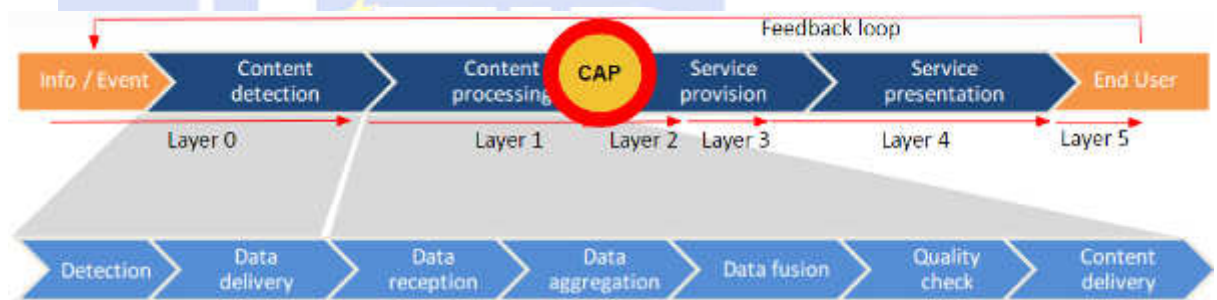 Feedback loop
Info / Event
Content
detection
Content
processing
CAP
Service
provision
Service
presentation
End User
Layer 0
Layer 1
Layer 2
Layer 3
Layer 4
Layer 5
Detection
Data
delivery
Data
reception
Data
aggregation
Data fusion
Quality
check
Content
delivery